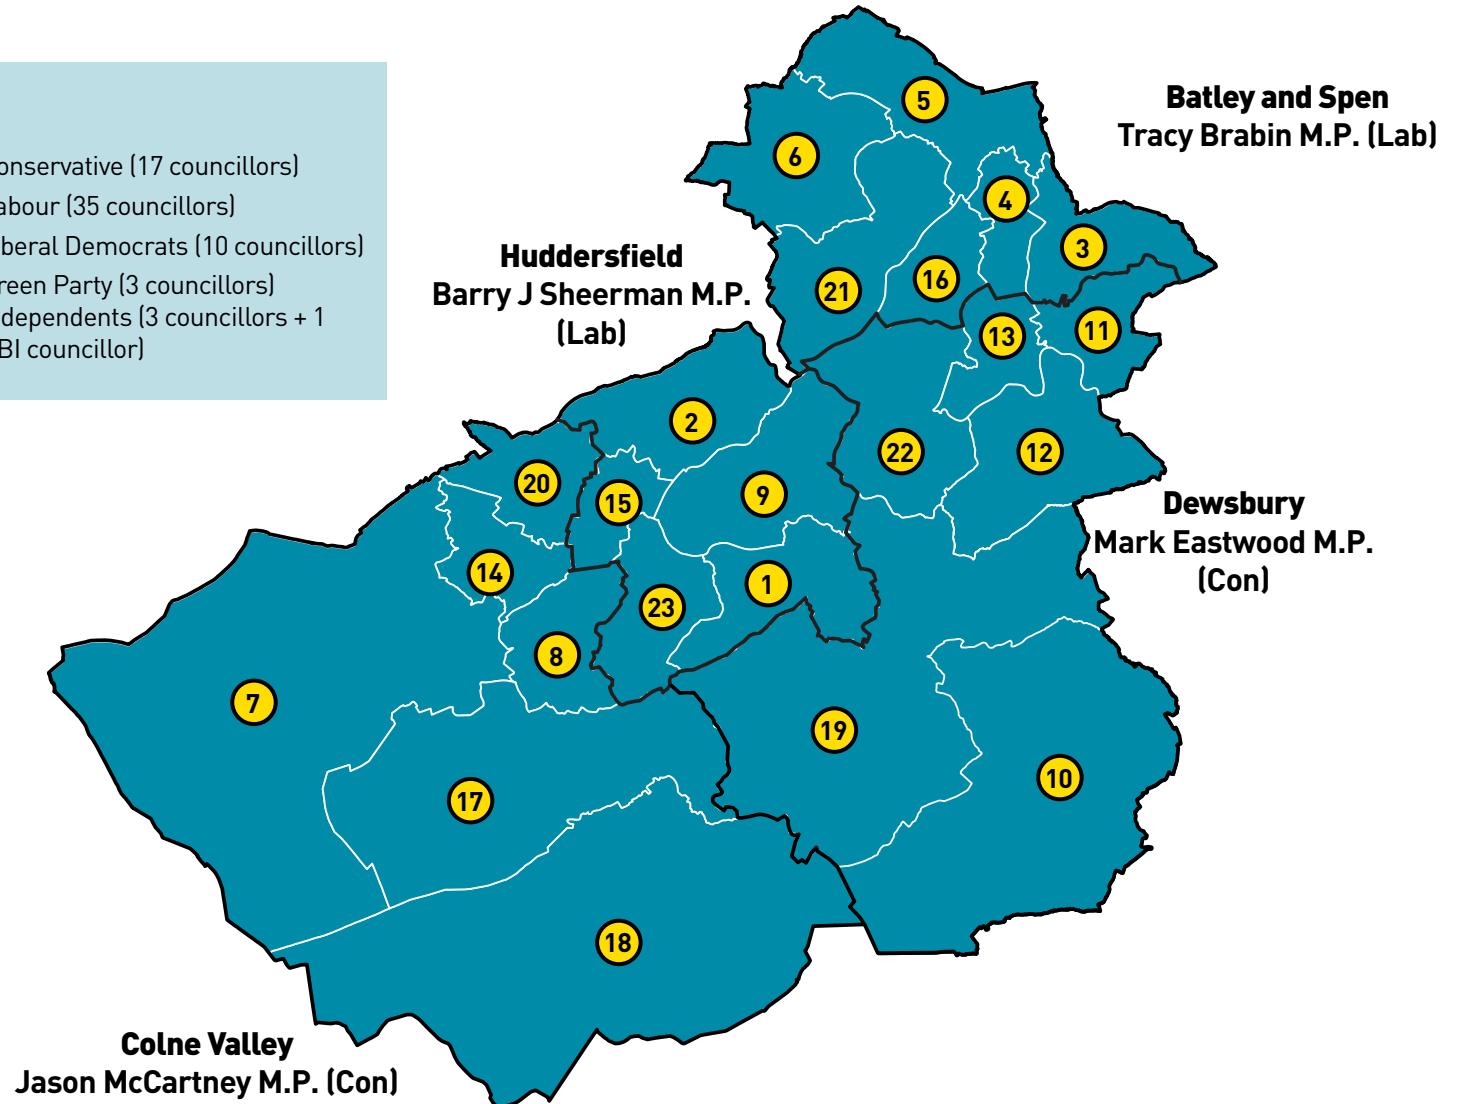 onservative (17 councillors)
abour (35 councillors)
beral Democrats (10 councillors)
reen Party (3 councillors)
dependents (3 councillors + 1
BI councillor)
Batley and Spen
Tracy Brabin M.P. (Lab)
Huddersfield
Barry J Sheerman M.P.
(Lab)
Dewsbury
Mark Eastwood M.P.
(Con)
Colne Valley
Jason McCartney M.P. (Con)
5
6
4
3
16
21
11
13
2
22
12
20
9
15
14
1
23
8
7
19
10
17
18